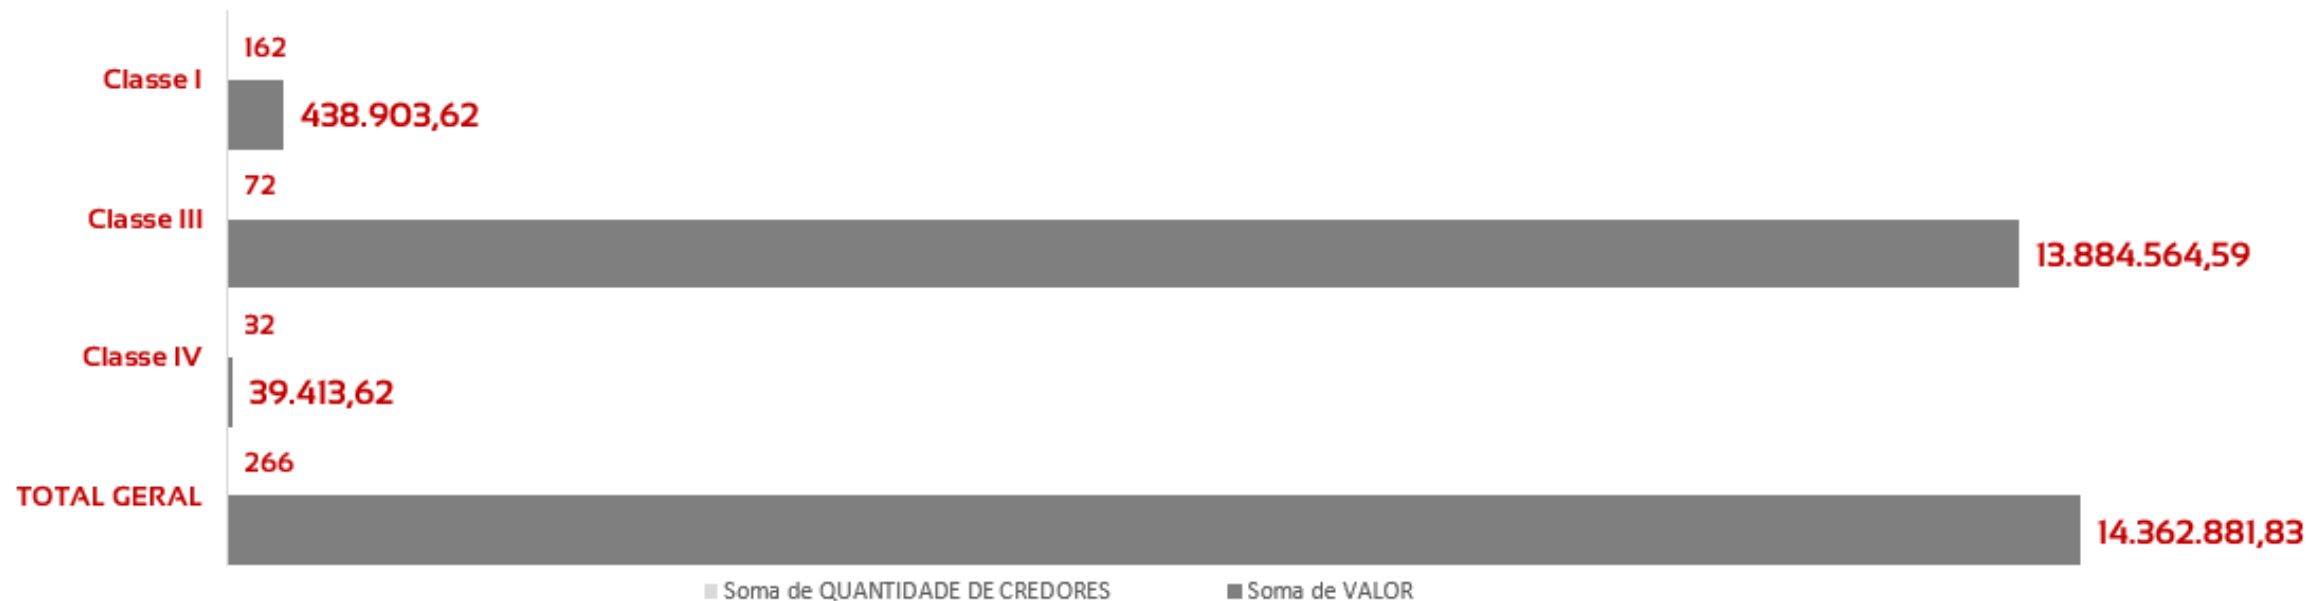 162
Classe I
438.903,62
72
Classe III
13.884.564,59
32
Classe IV
39.413,62
266
TOTAL GERAL
14.362.881,83
Soma de QUANTIDADE DE CREDORES
Soma de VALOR